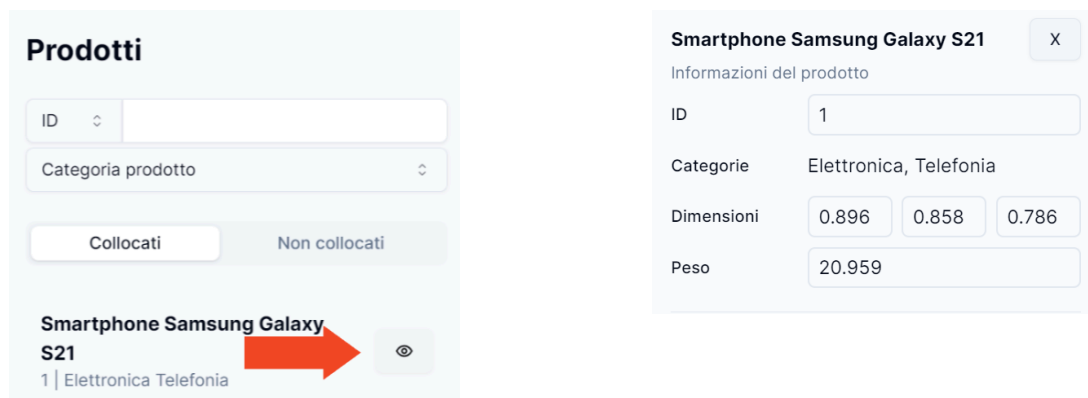 Prodotti
ID
Categoria prodotto
Collocati
Non collocati
Smartphone Samsung Galaxy
S21
1 | Elettronica Telefonia
Smartphone Samsung Galaxy S21
X
Informazioni del prodotto
ID
1
Categorie
Elettronica, Telefonia
Dimensioni
0.896
0.858
0.786
Peso
20.959